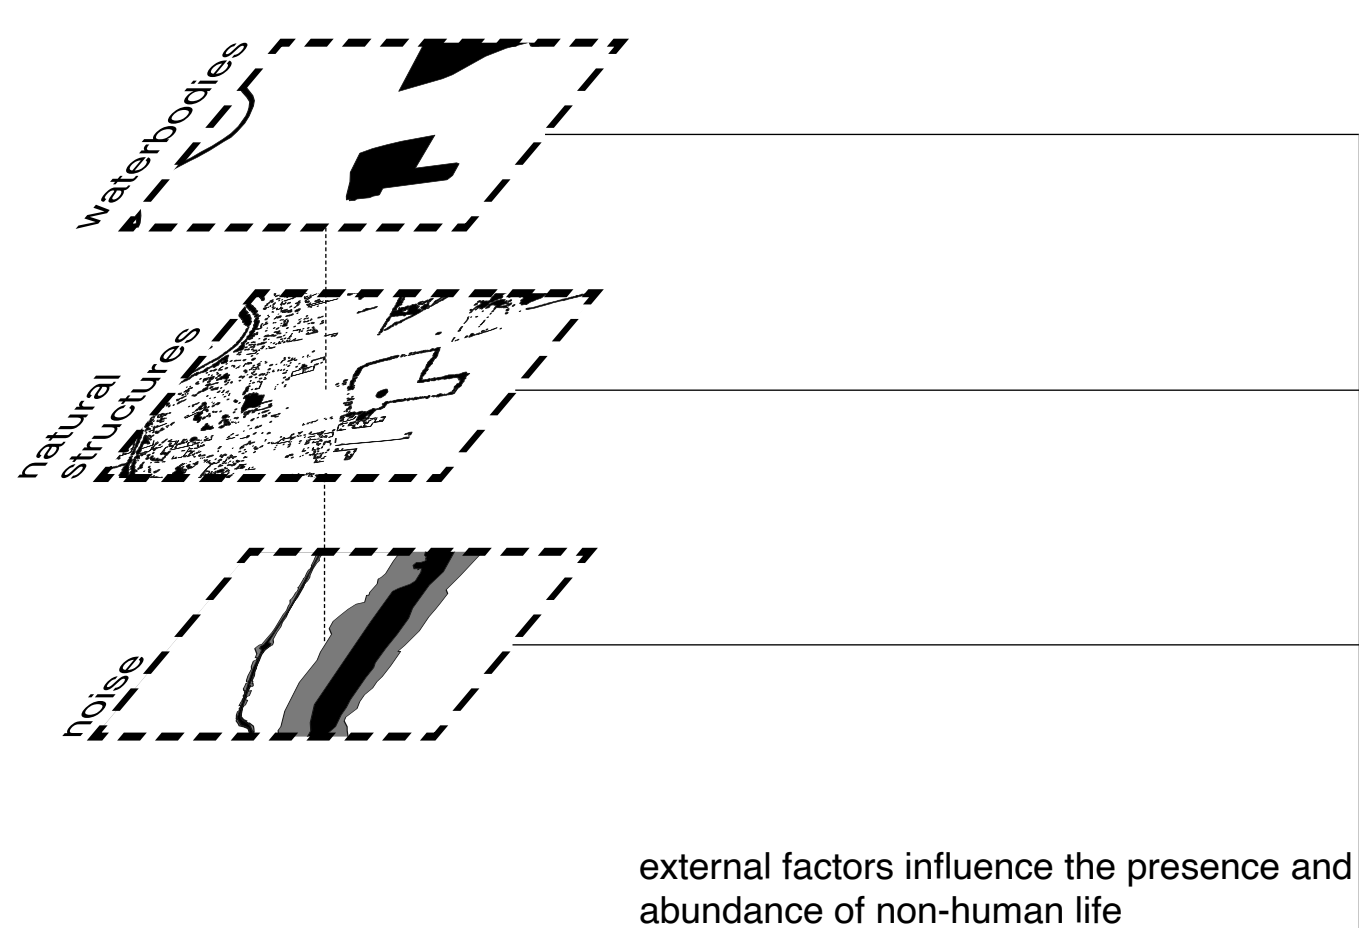 waterbodies
natural
structures
noise
external factors influence the presence and
abundance of non-human life